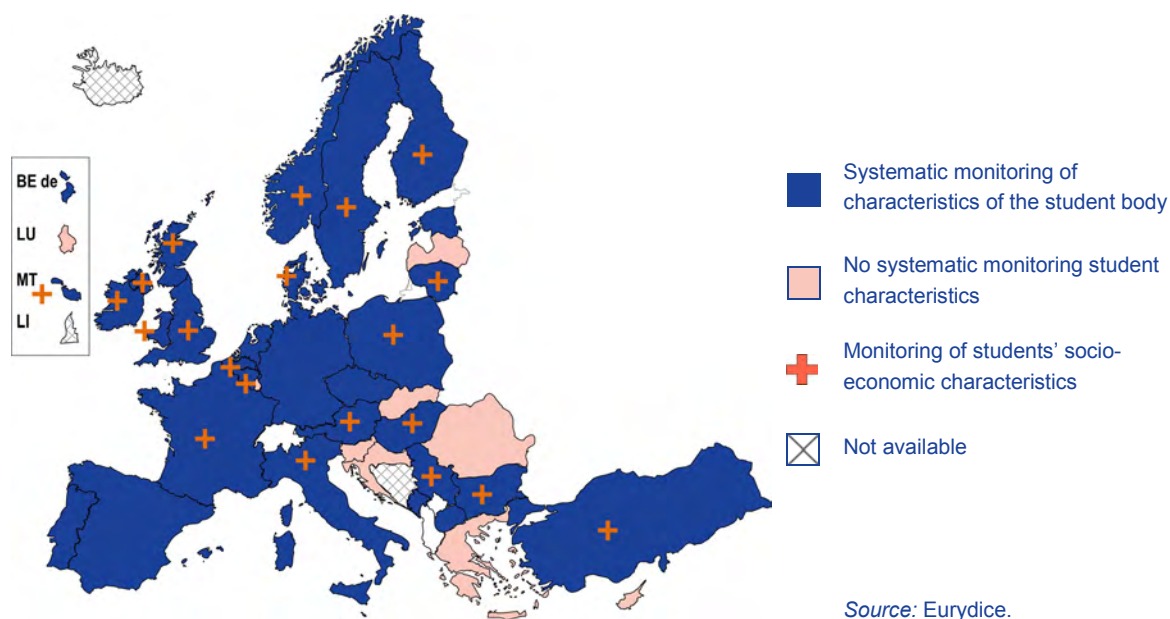 BE de
LU
MT
LI
Systematic monitoring of
characteristics of the student body
No systematic monitoring student
characteristics
Monitoring of students' socio-
economic characteristics
Not available
Source: Eurydice.